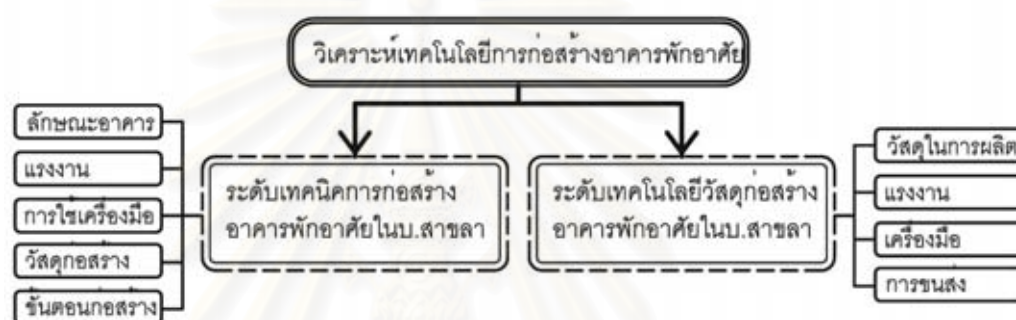 วิเคราะห์เทคโนโลยีการก่อสร้างอาคารพักอาศัย
ลักษณะอาคาร
แรงงาน
การใช้เครื่องมือ
วัสดุก่อสร้าง
ขั้นตอนก่อสร้าง
ระดับเทคนิคการก่อสร้าง
อาคารพักอาศัยในบ.สาขลา
ระดับเทคโนโลยีวัสดุก่อสร้าง
อาคารพักอาศัยในบ.สาขลา
วัสดุในการผลิต
แรงงาน
เครื่องมือ
การขนส่ง